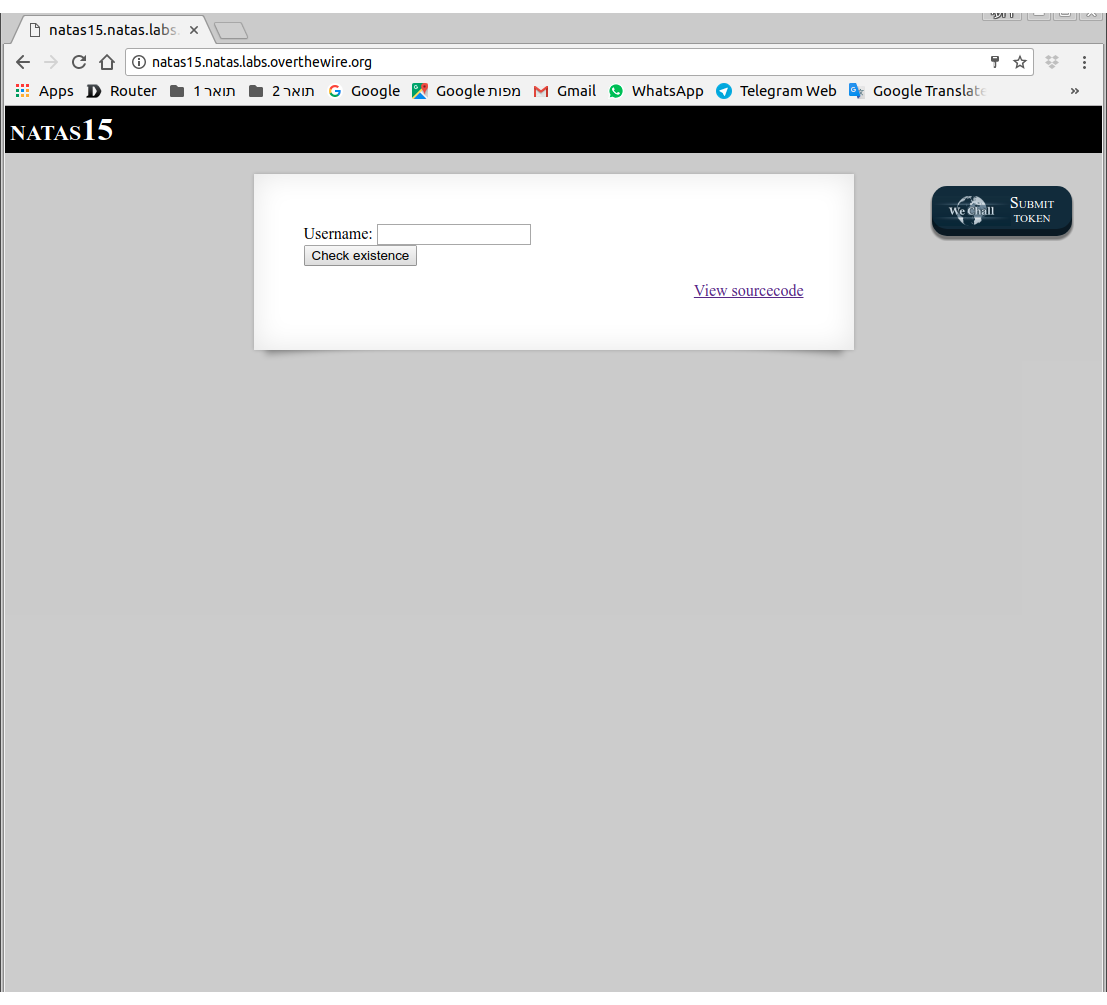 natas15.natas.labs.
natas15.natas.labs.overthewire.org
Apps Router תואר 1 תואר 2 Google Google מפות Gmail WhatsApp Telegram Web Google Translate »
NATAS15
We Chall SUBMIT
TOKEN
Username:
Check existence
View sourcecode